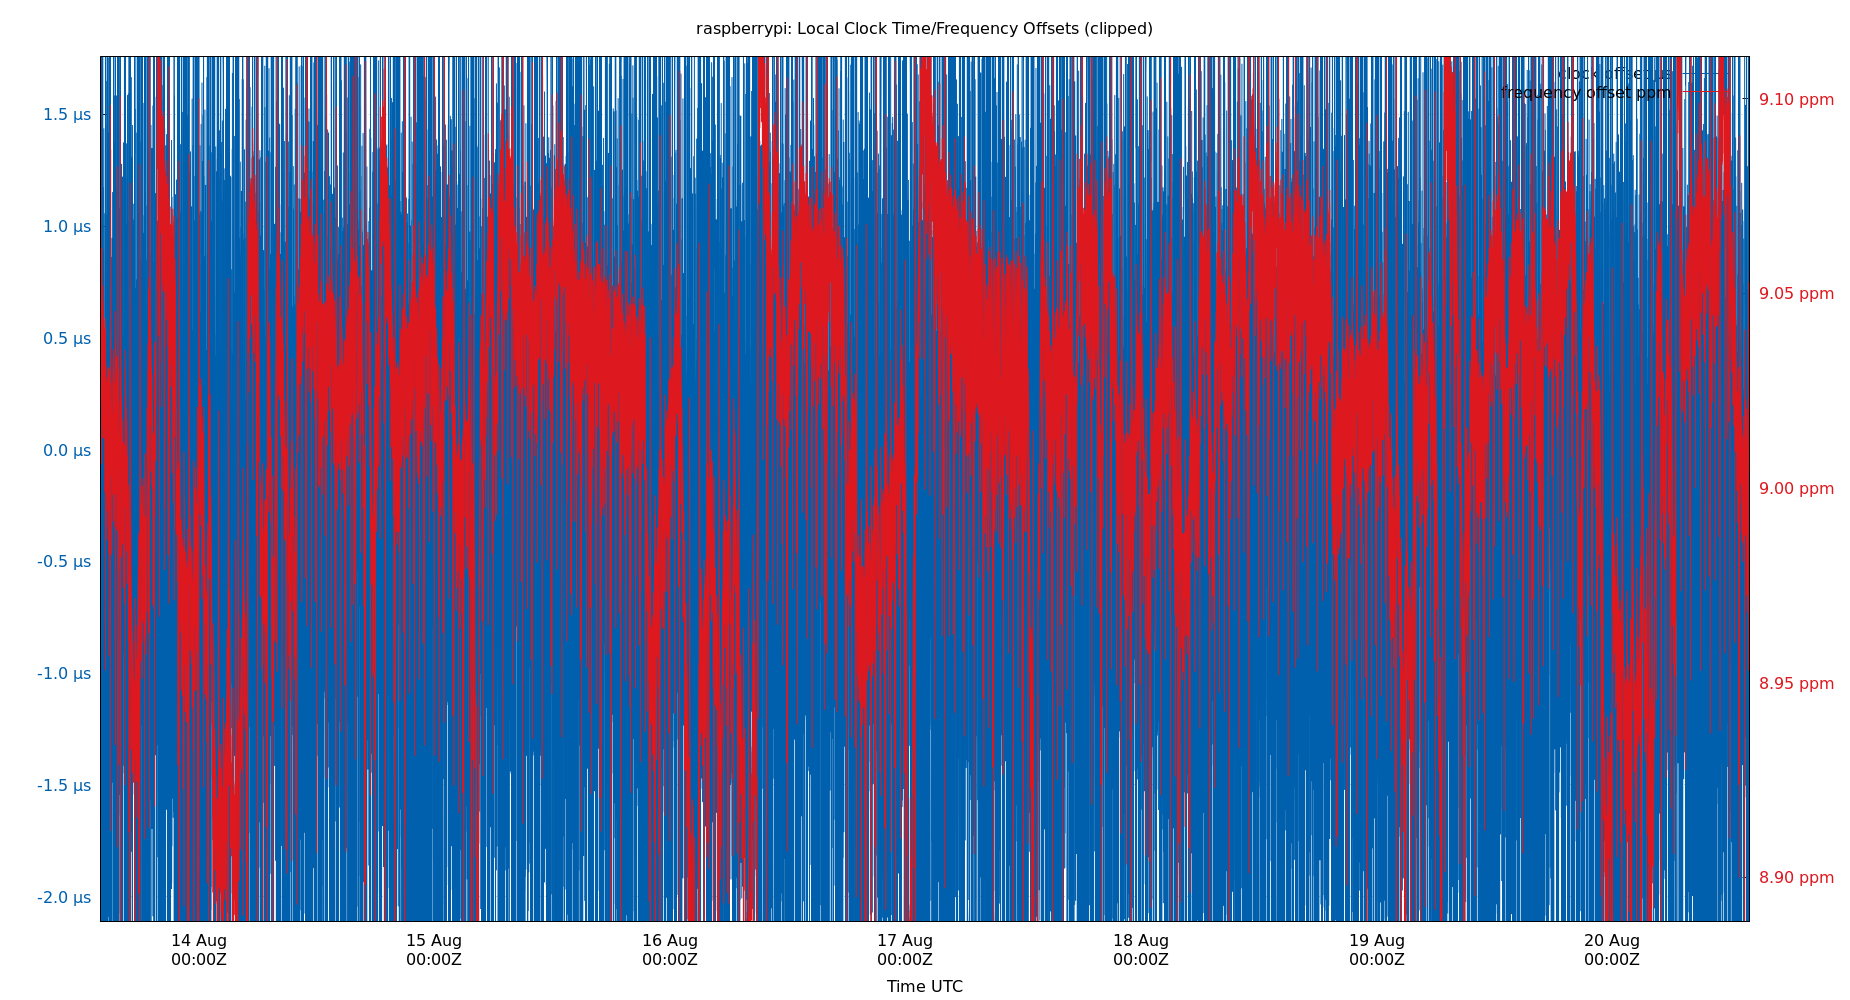 raspberrypi: Local Clock Time/Frequency Offsets (clipped)
clock offset µs
frequency offset ppm
1.5 µs
1.0 µs
0.5 µs
0.0 µs
-0.5 µs
-1.0 µs
-1.5 µs
-2.0 µs
9.10 ppm
9.05 ppm
9.00 ppm
8.95 ppm
8.90 ppm
14 Aug
00:00Z
15 Aug
00:00Z
16 Aug
00:00Z
17 Aug
00:00Z
18 Aug
00:00Z
19 Aug
00:00Z
20 Aug
00:00Z
Time UTC